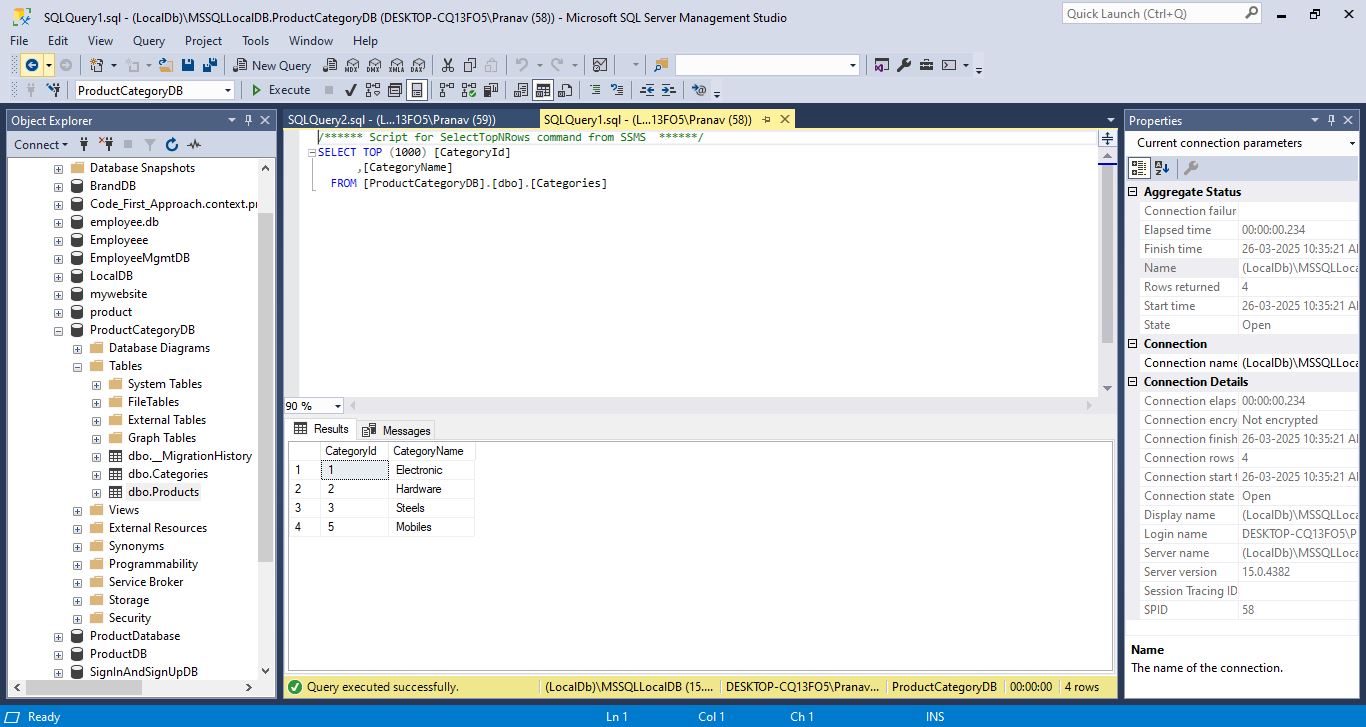 SQLQuery1.sql - (LocalDb)\MSSQLLocalDB.ProductCategoryDB (DESKTOP-CQ13FO5\Pranav (58)) - Microsoft SQL Server Management Studio
Quick Launch (Ctrl+Q)
File Edit View Query Project Tools Window Help
New Query MDX DMX XMLA DAX
ProductCategoryDB Execute
Object Explorer
Connect
Database Snapshots
BrandDB
Code_First_Approach.context.pr
employee.db
Employeee
EmployeeMgmtDB
LocalDB
mywebsite
product
ProductCategoryDB
Database Diagrams
Tables
System Tables
FileTables
External Tables
Graph Tables
dbo.__MigrationHistory
dbo.Categories
dbo.Products
Views
External Resources
Synonyms
Programmability
Service Broker
Storage
Security
ProductDatabase
ProductDB
SignInAndSignUpDB
SQLQuery2.sql - (L...13FO5\Pranav (59)) SQLQuery1.sql - (L...13FO5\Pranav (58))
/****** Script for SelectTopNRows command from SSMS ******/
SELECT TOP (1000) [CategoryId]
,[CategoryName]
FROM [ProductCategoryDB].[dbo].[Categories]
90 %
Results Messages
CategoryId CategoryName
1 1 Electronic
2 2 Hardware
3 3 Steels
4 5 Mobiles
Query executed successfully. (LocalDb)\MSSQLLocalDB (15.... DESKTOP-CQ13FO5\Pranav... ProductCategoryDB 00:00:00 4 rows
Properties
Current connection parameters
Aggregate Status
Connection failur
Elapsed time 00:00:00.234
Finish time 26-03-2025 10:35:21 A
Name (LocalDb)\MSSQLLoca
Rows returned 4
Start time 26-03-2025 10:35:21 A
State Open
Connection
Connection name (LocalDb)\MSSQLLoca
Connection Details
Connection elaps 00:00:00.234
Connection encry Not encrypted
Connection finish 26-03-2025 10:35:21 A
Connection rows 4
Connection start t 26-03-2025 10:35:21 A
Connection state Open
Display name (LocalDb)\MSSQLLoca
Login name DESKTOP-CQ13FO5\P
Server name (LocalDb)\MSSQLLoca
Server version 15.0.4382
Session Tracing ID
SPID 58
Name
The name of the connection.
Ready Ln 1 Col 1 Ch 1 INS